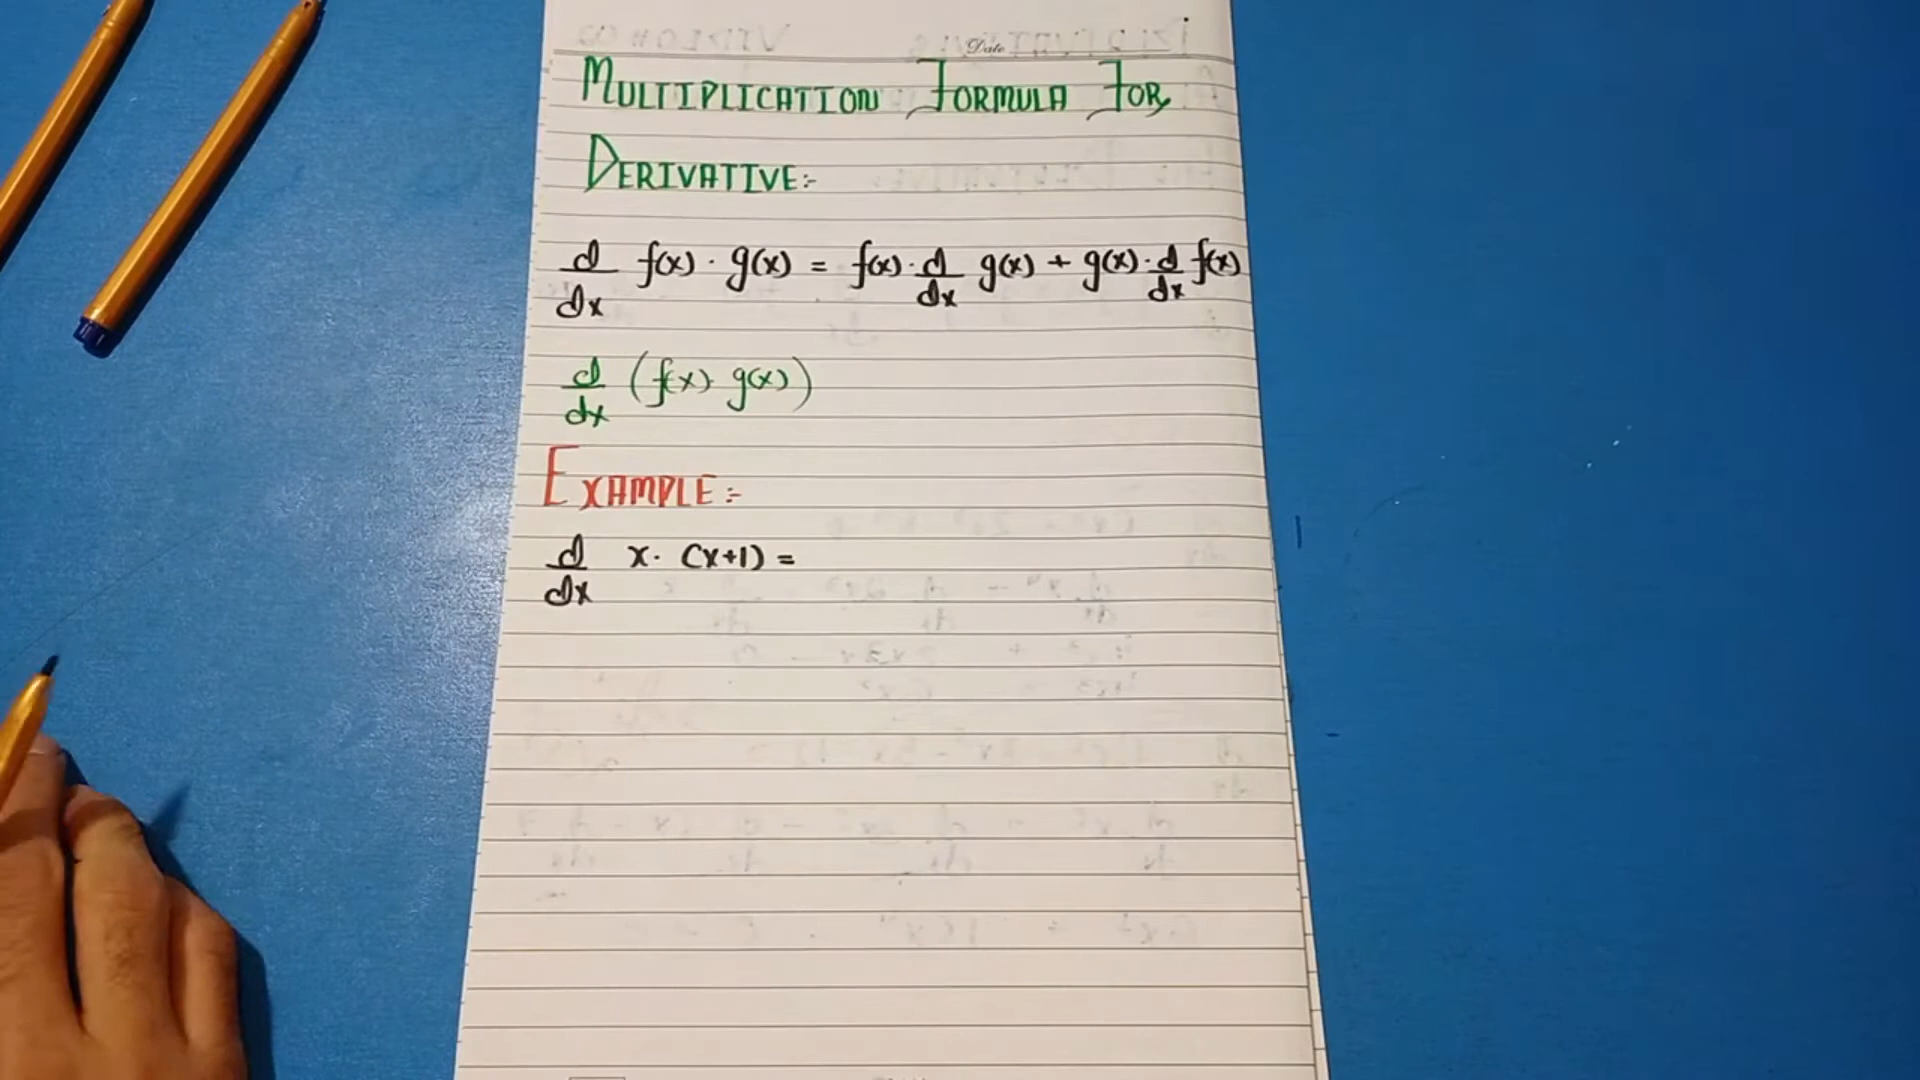 Date
MULTIPLICATION FORMULA FOR
DERIVATIVE:-
d/dx f(x) · g(x) = f(x) · d/dx g(x) + g(x) · d/dx f(x)
d/dx (f(x) · g(x))
EXAMPLE:-
d/dx x · (x+1) =